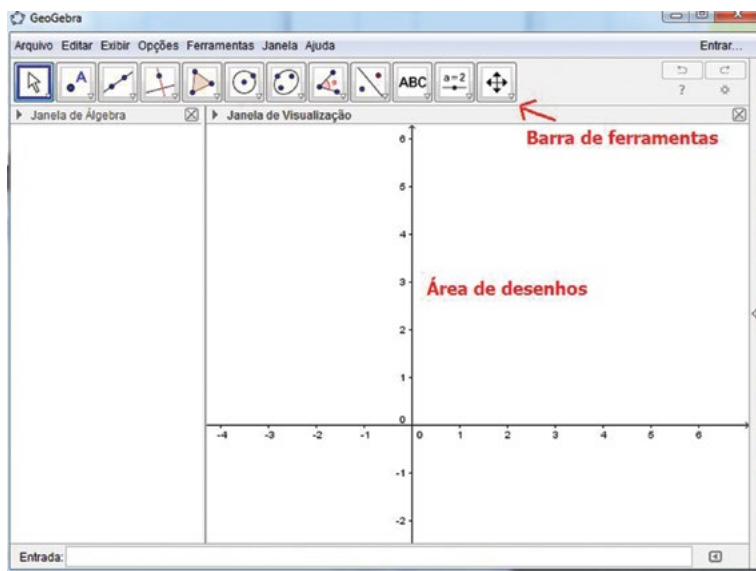 GeoGebra
Arquivo Editar Exibir Opções Ferramentas Janela Ajuda
Entrar...
A
ABC
a=2
?
Janela de Álgebra
Janela de Visualização
Barra de ferramentas
Área de desenhos
6
5
4
3
2
1
0
-4 -3 -2 -1 0 1 2 3 4 5 6
-1
-2
Entrada: